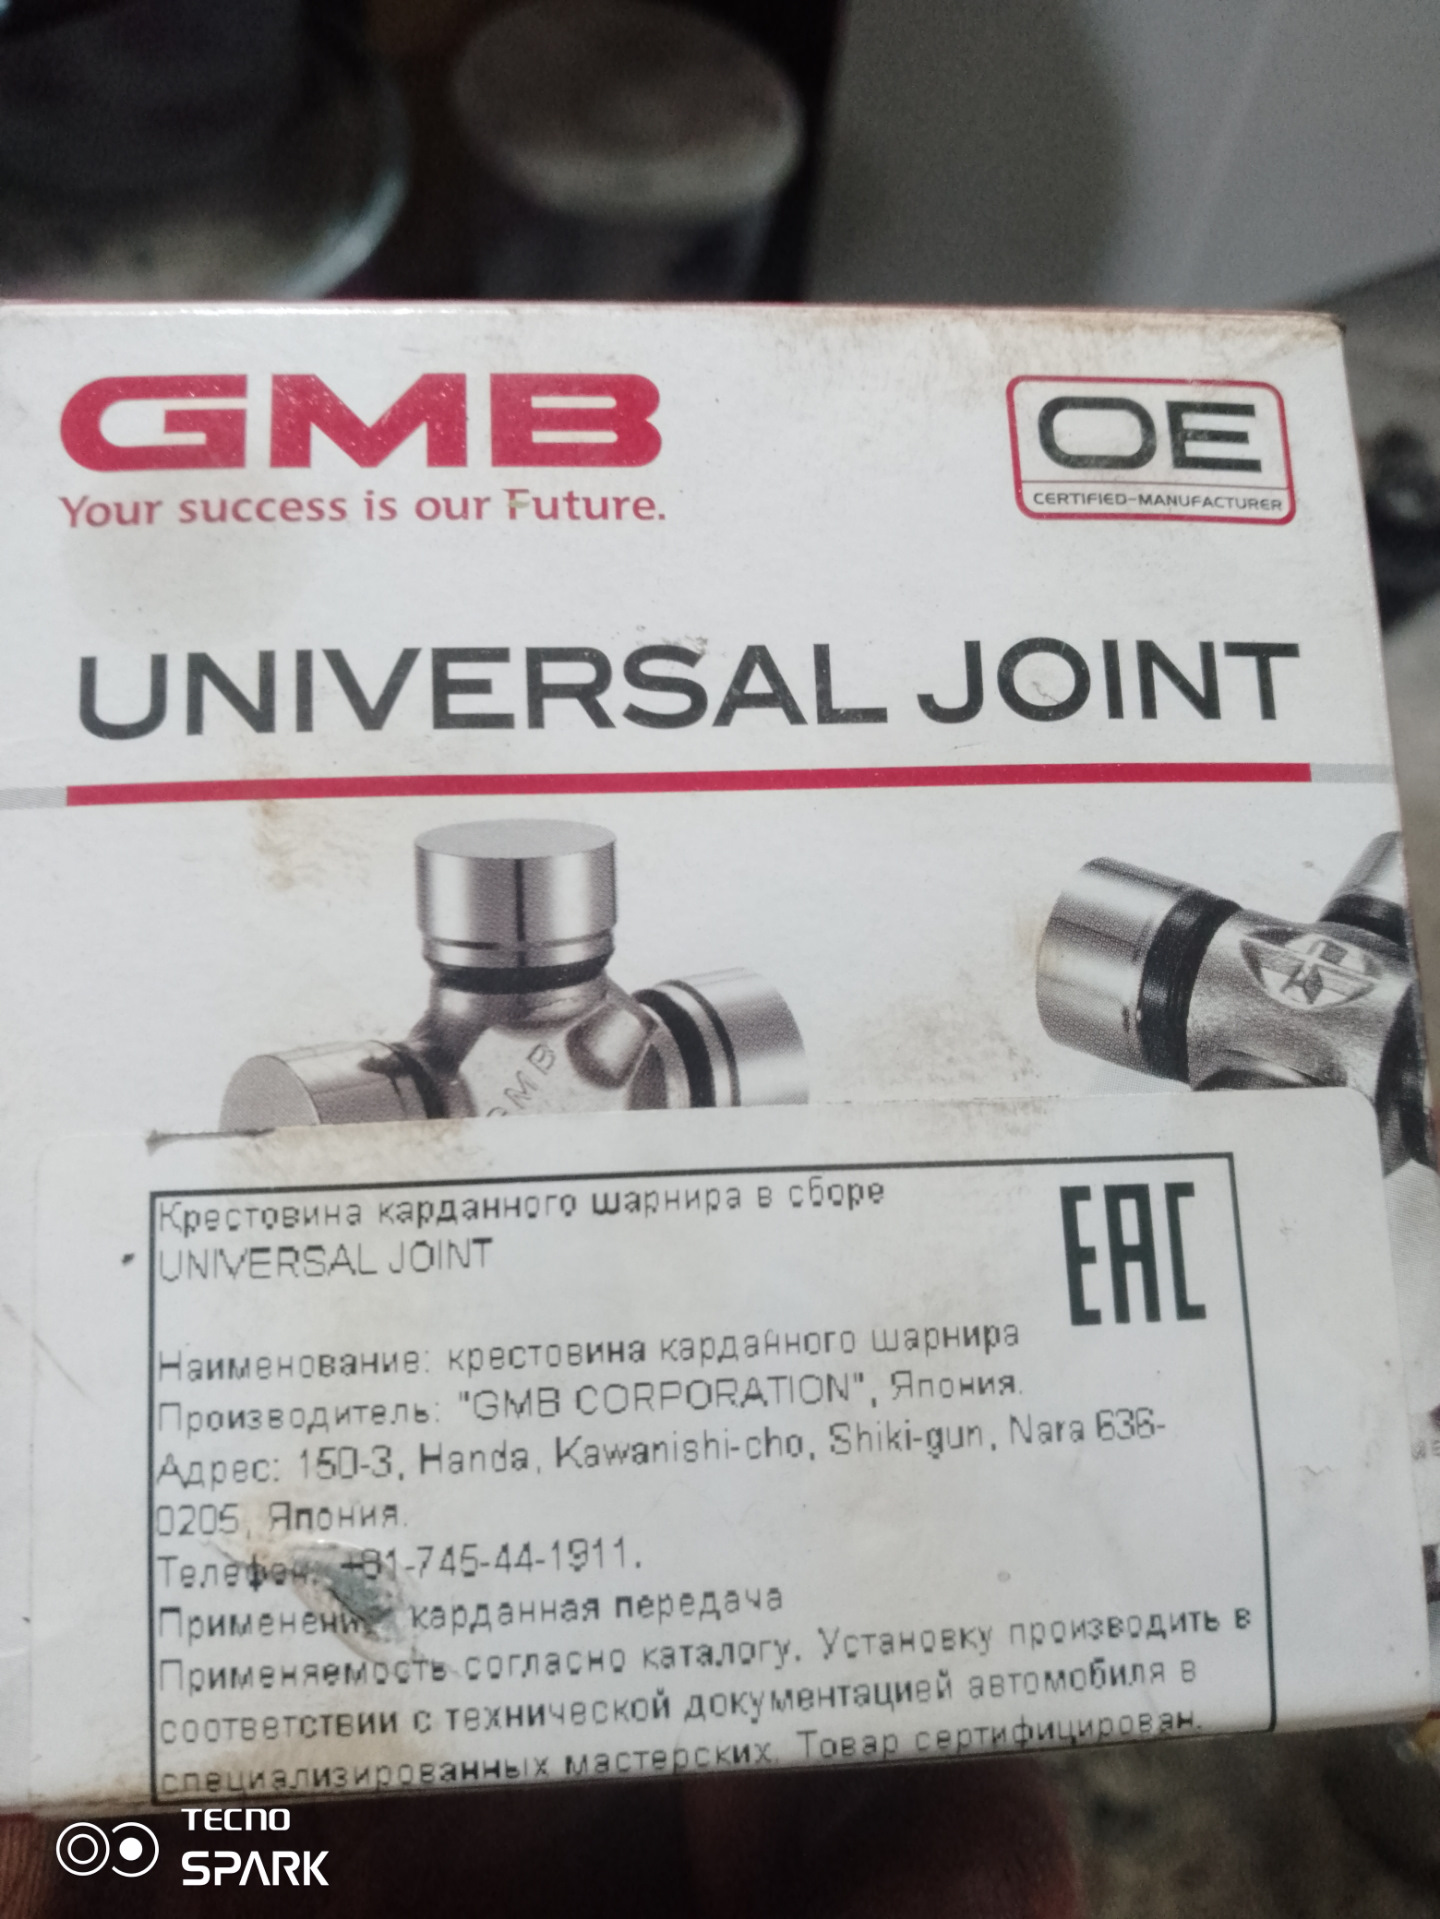 GMB
Your success is our Future.
OE
CERTIFIED-MANUFACTURER
UNIVERSAL JOINT
GMB
Крестовина карданного шарнира в сборе
UNIVERSAL JOINT
EAC
Наименование: крестовина карданного шарнира
Производитель: "GMB CORPORATION", Япония.
Адрес: 150-3, Handa, Kawanishi-cho, Shiki-gun, Nara 636-
0205, Япония.
Телефон: +81-745-44-1911.
карданная передача
Применяемость согласно каталогу. Установку производить в
соответствии с технической документацией автомобиля в
специализированных мастерских. Товар сертифицирован.
TECNO
SPARK